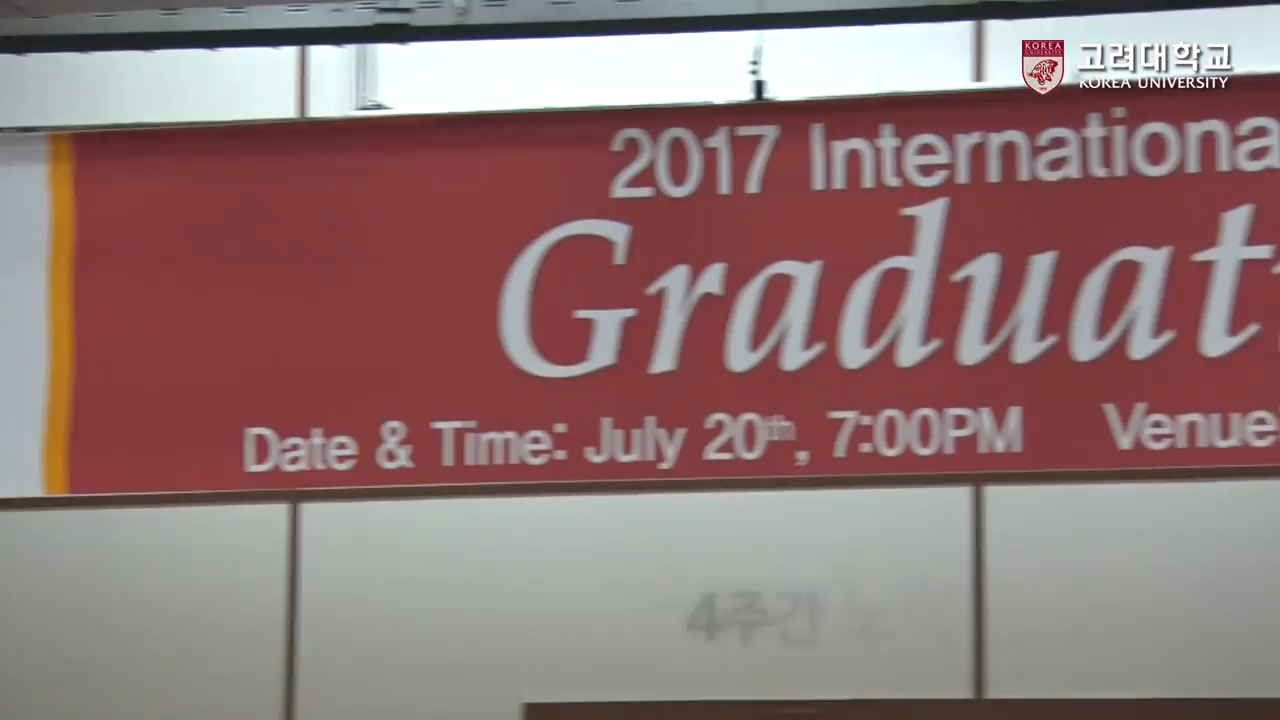 KOREA
고려대학교
KOREA UNIVERSITY
2017 International
Graduat
Date & Time: July 20th, 7:00PM Venue
4주간